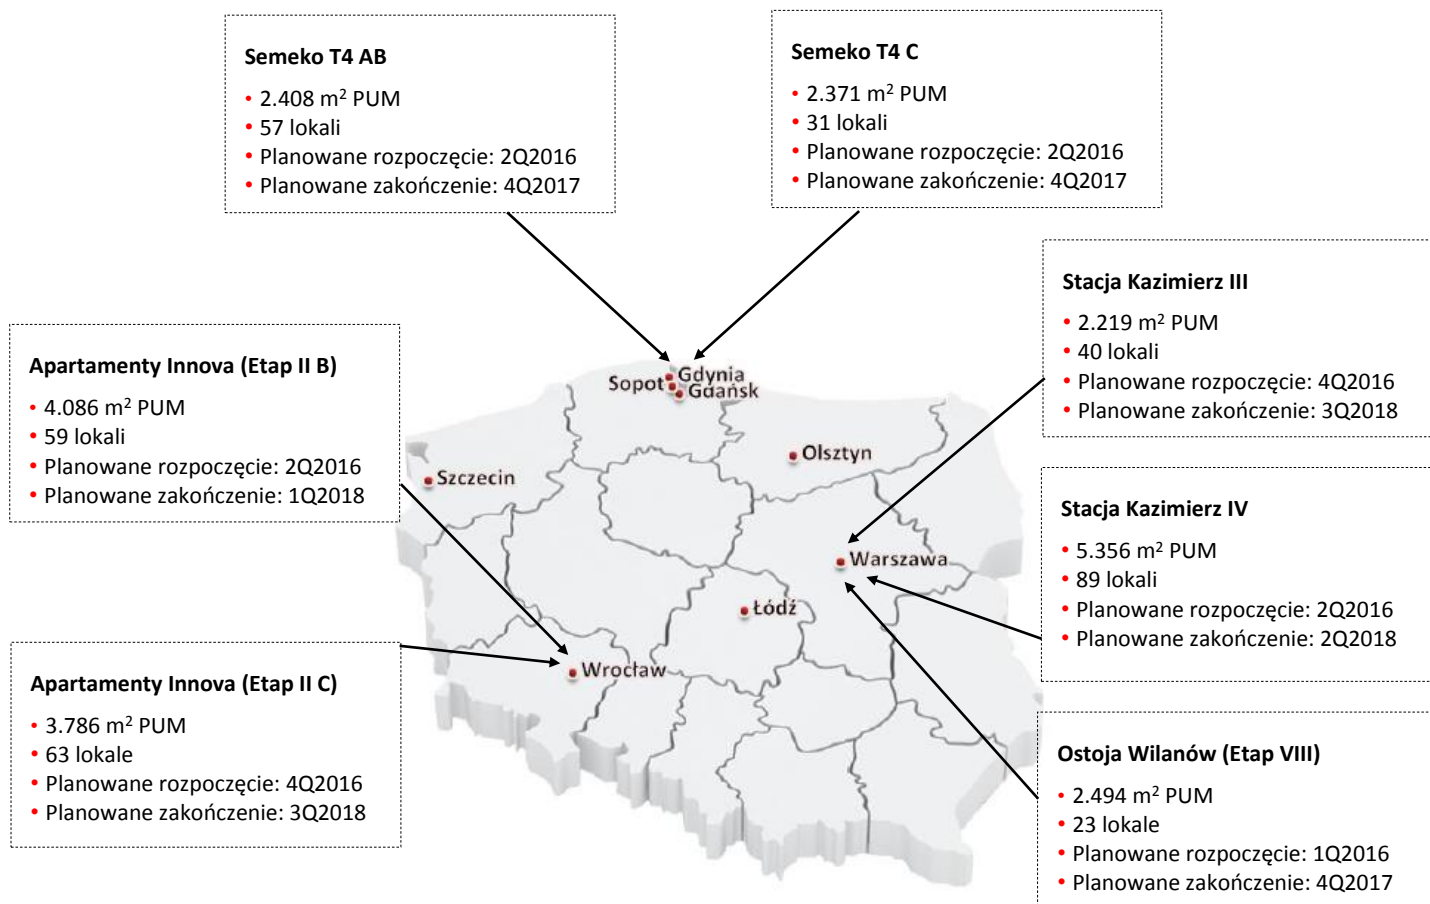 Semeko T4 AB
• 2.408 m² PUM
• 57 lokali
• Planowane rozpoczęcie: 2Q2016
• Planowane zakończenie: 4Q2017
Semeko T4 C
• 2.371 m² PUM
• 31 lokali
• Planowane rozpoczęcie: 2Q2016
• Planowane zakończenie: 4Q2017
Stacja Kazimierz III
• 2.219 m² PUM
• 40 lokali
• Planowane rozpoczęcie: 4Q2016
• Planowane zakończenie: 3Q2018
Apartamenty Innova (Etap II B)
• 4.086 m² PUM
• 59 lokali
• Planowane rozpoczęcie: 2Q2016
• Planowane zakończenie: 1Q2018
Gdynia
Sopot
Gdańsk
Olsztyn
Szczecin
Warszawa
Łódź
Wrocław
Stacja Kazimierz IV
• 5.356 m² PUM
• 89 lokali
• Planowane rozpoczęcie: 2Q2016
• Planowane zakończenie: 2Q2018
Apartamenty Innova (Etap II C)
• 3.786 m² PUM
• 63 lokale
• Planowane rozpoczęcie: 4Q2016
• Planowane zakończenie: 3Q2018
Ostoja Wilanów (Etap VIII)
• 2.494 m² PUM
• 23 lokale
• Planowane rozpoczęcie: 1Q2016
• Planowane zakończenie: 4Q2017